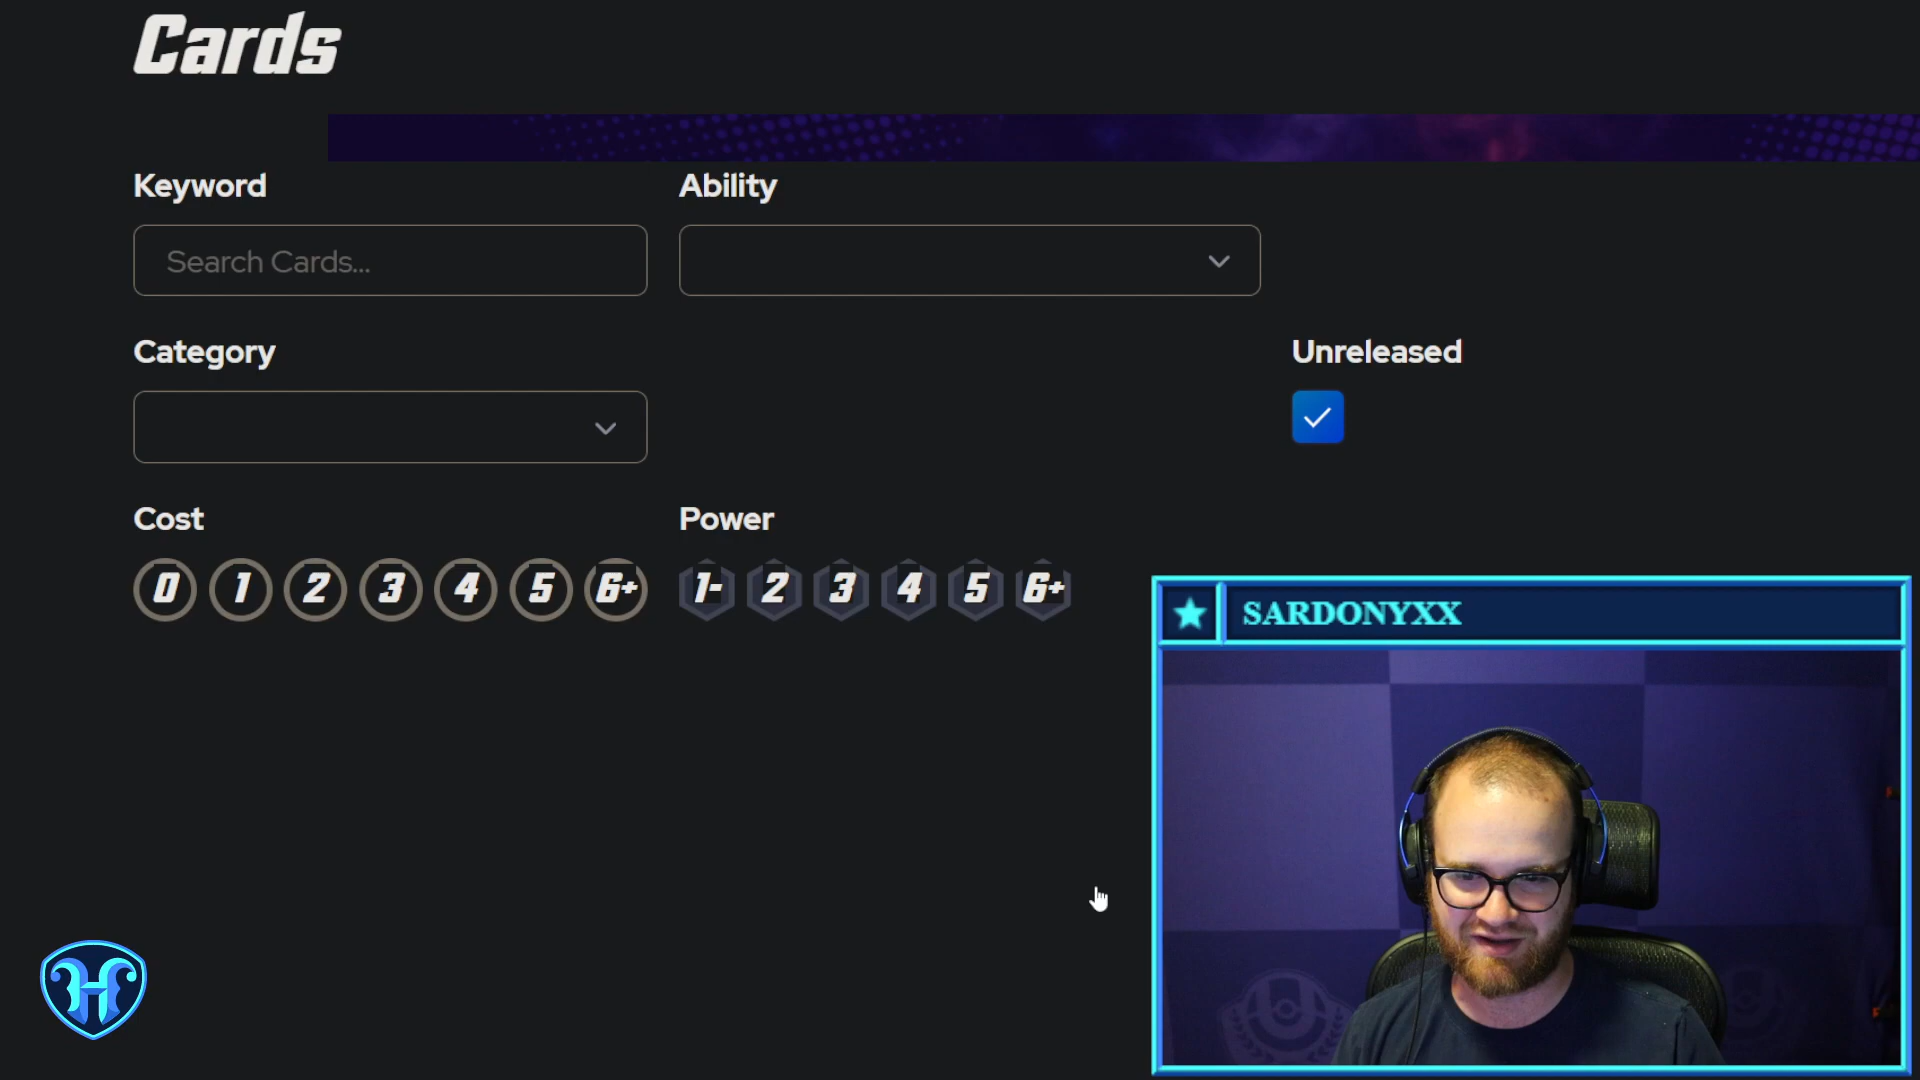 Cards
Keyword
Ability
Search Cards...
Category
Unreleased
Cost
Power
0 1 2 3 4 5 6+
1- 2 3 4 5 6+
SARDONYXX
H